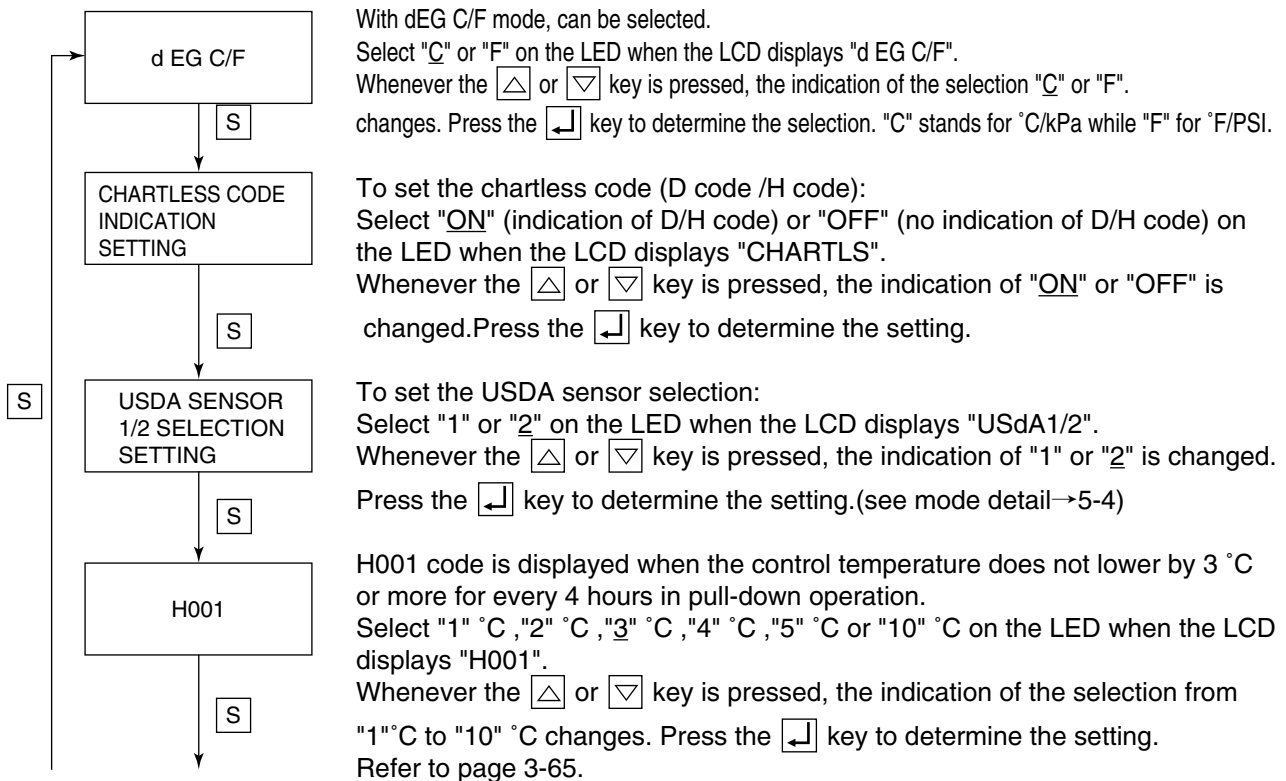 d EG C/F
With dEG C/F mode, can be selected.
Select "C" or "F" on the LED when the LCD displays "d EG C/F".
Whenever the △ or ▽ key is pressed, the indication of the selection "C" or "F".
changes. Press the ↵ key to determine the selection. "C" stands for ˚C/kPa while "F" for ˚F/PSI.
S
CHARTLESS CODE
INDICATION
SETTING
To set the chartless code (D code /H code):
Select "ON" (indication of D/H code) or "OFF" (no indication of D/H code) on
the LED when the LCD displays "CHARTLS".
Whenever the △ or ▽ key is pressed, the indication of "ON" or "OFF" is
changed.Press the ↵ key to determine the setting.
S
S
USDA SENSOR
1/2 SELECTION
SETTING
To set the USDA sensor selection:
Select "1" or "2" on the LED when the LCD displays "USdA1/2".
Whenever the △ or ▽ key is pressed, the indication of "1" or "2" is changed.
Press the ↵ key to determine the setting.(see mode detail→5-4)
S
H001
H001 code is displayed when the control temperature does not lower by 3 ˚C
or more for every 4 hours in pull-down operation.
Select "1" ˚C ,"2" ˚C ,"3" ˚C ,"4" ˚C ,"5" ˚C or "10" ˚C on the LED when the LCD
displays "H001".
Whenever the △ or ▽ key is pressed, the indication of the selection from
"1"˚C to "10" ˚C changes. Press the ↵ key to determine the setting.
Refer to page 3-65.
S